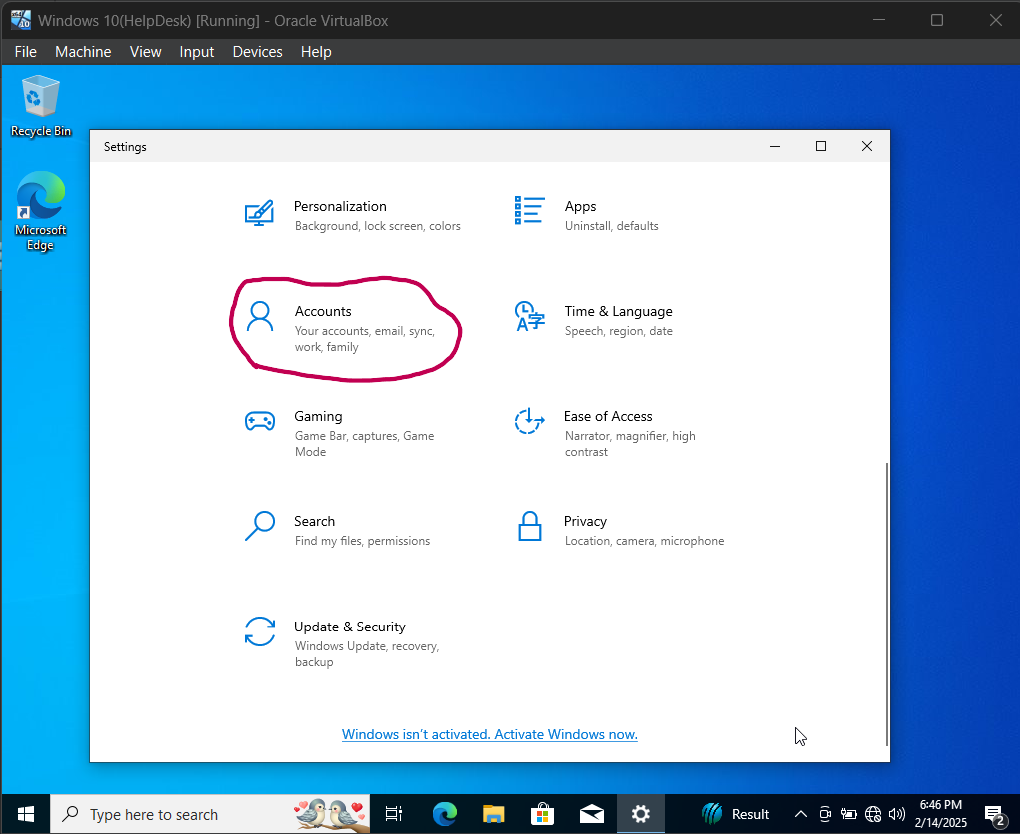 Windows 10(HelpDesk) [Running] - Oracle VirtualBox
File Machine View Input Devices Help
Recycle Bin
Microsoft
Edge
Settings
Personalization
Background, lock screen, colors
Apps
Uninstall, defaults
Accounts
Your accounts, email, sync,
work, family
Time & Language
Speech, region, date
Gaming
Game Bar, captures, Game
Mode
Ease of Access
Narrator, magnifier, high
contrast
Search
Find my files, permissions
Privacy
Location, camera, microphone
Update & Security
Windows Update, recovery,
backup
Windows isn't activated. Activate Windows now.
Type here to search
Result
6:46 PM
2/14/2025
2